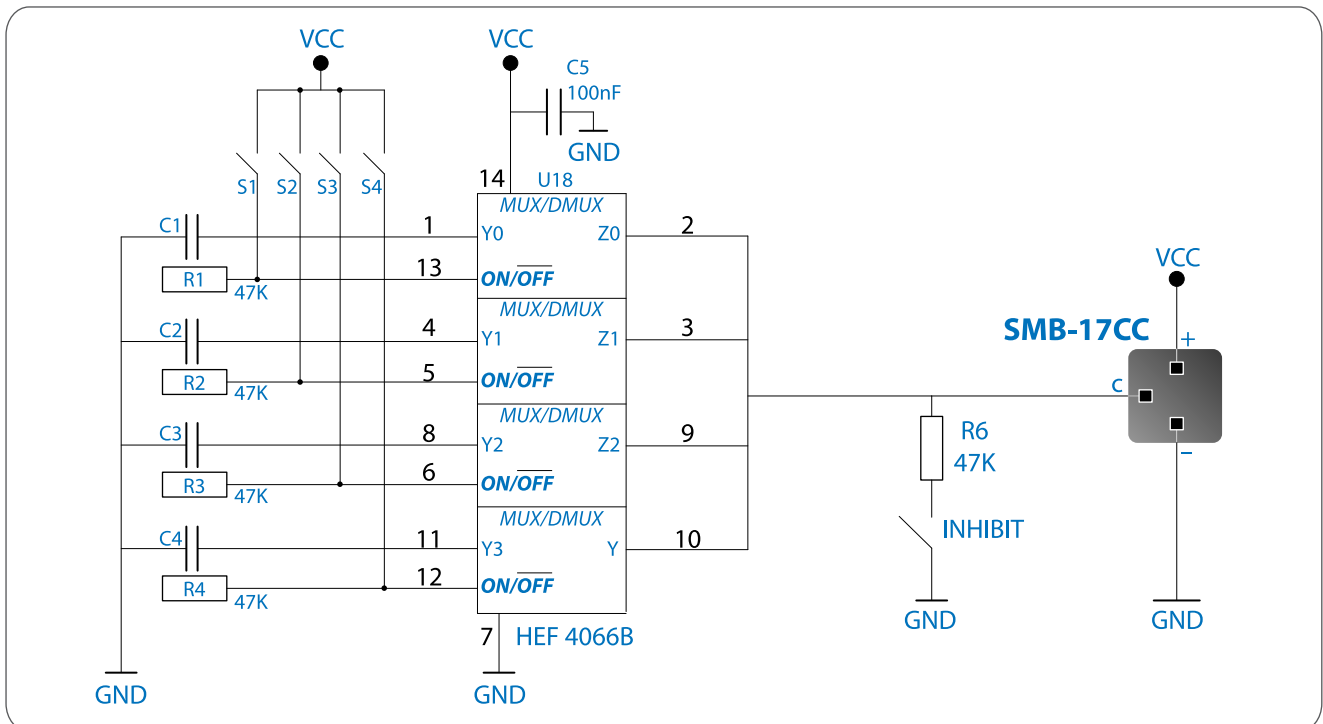 VCC
VCC
C5
100nF
GND
S1
S2
S3
S4
14
U18
MUX/DMUX
C1
1
Y0
Z0
2
R1
47K
13
ON/OFF
VCC
MUX/DMUX
C2
4
Y1
Z1
3
SMB-17CC
+
R2
47K
5
ON/OFF
C
MUX/DMUX
C3
8
Y2
Z2
9
R6
47K
–
R3
47K
6
ON/OFF
MUX/DMUX
INHIBIT
C4
11
Y3
Y
10
R4
47K
12
ON/OFF
GND
GND
7
HEF 4066B
GND
GND